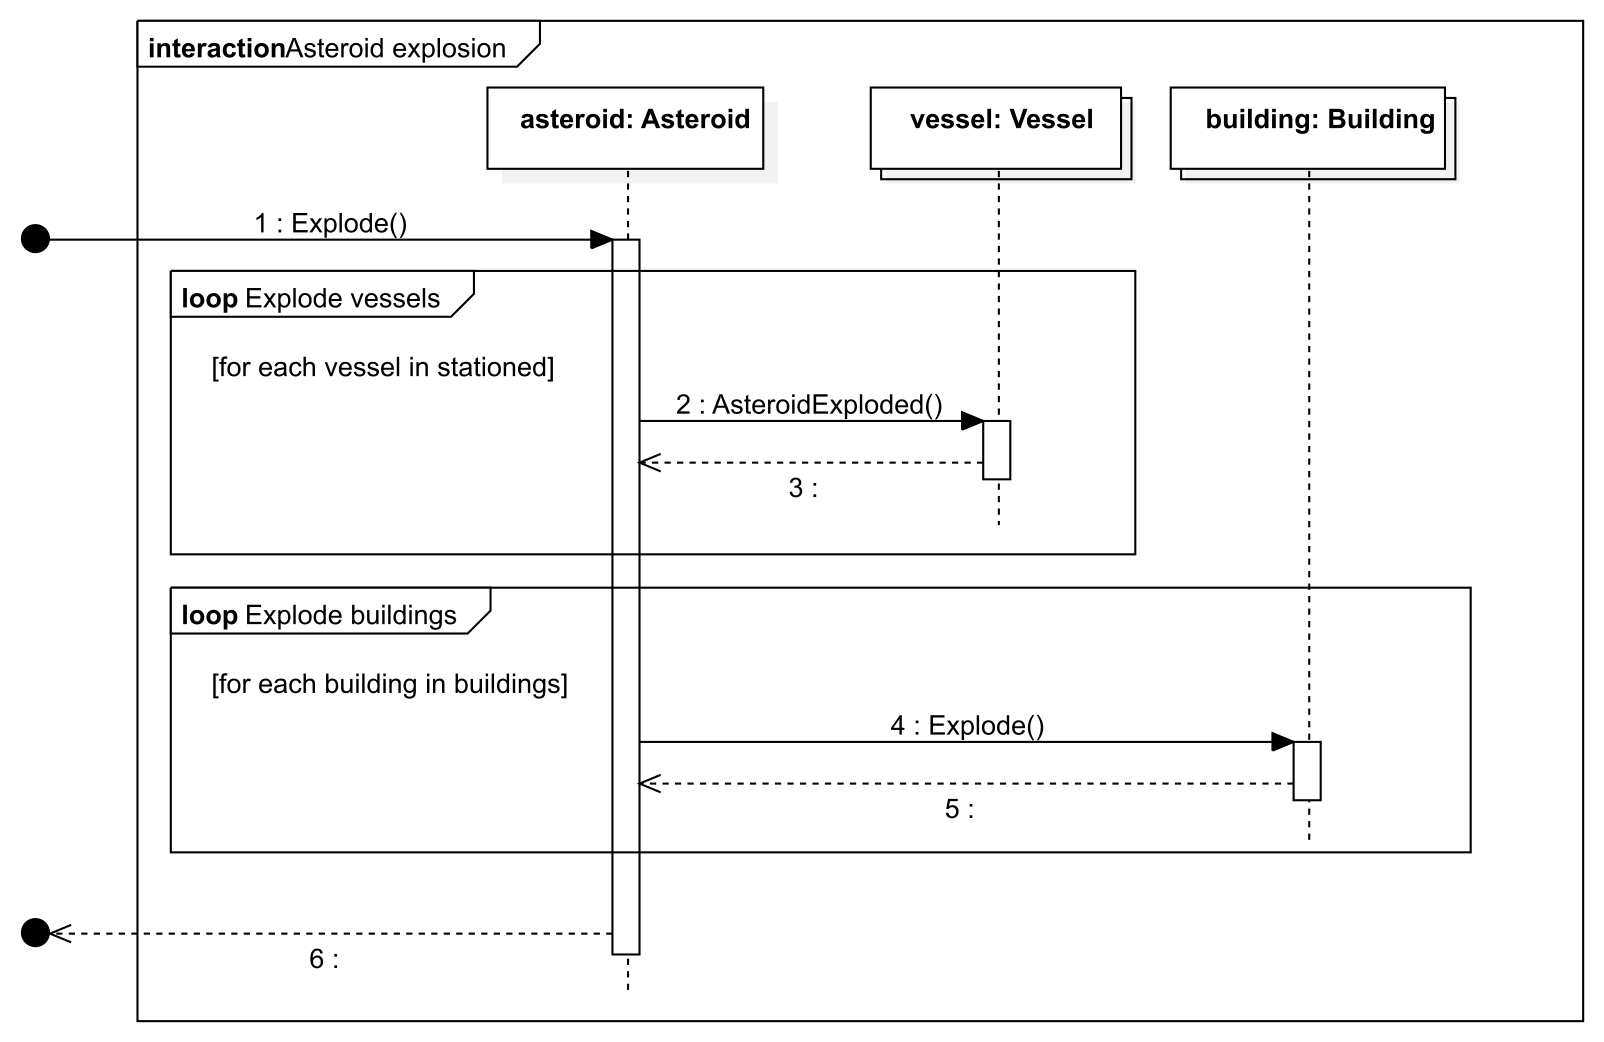 interactionAsteroid explosion
asteroid: Asteroid
vessel: Vessel
building: Building
1 : Explode()
loop Explode vessels
[for each vessel in stationed]
2 : AsteroidExploded()
3 :
loop Explode buildings
[for each building in buildings]
4 : Explode()
5 :
6 :